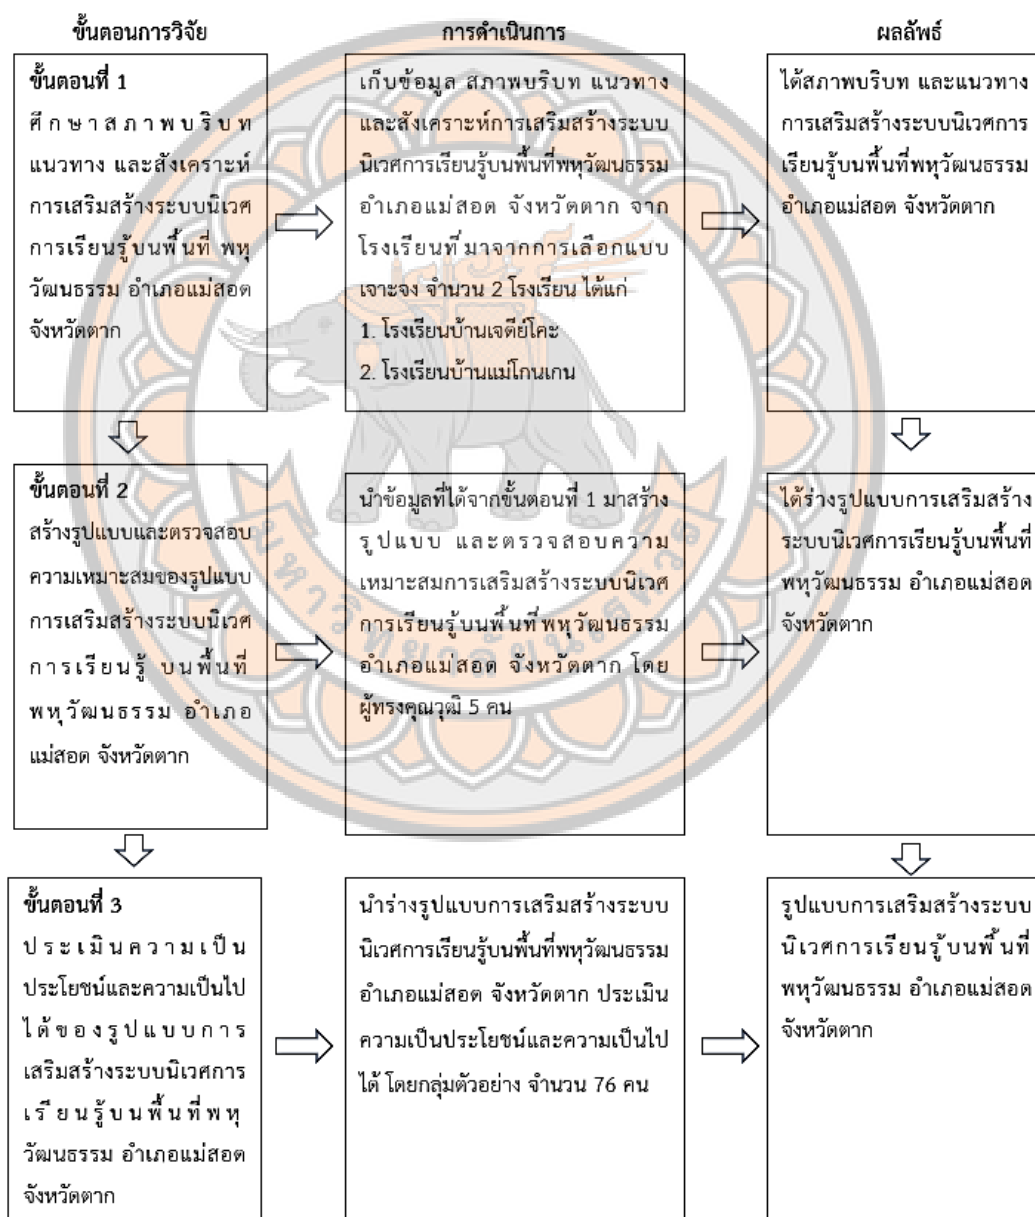 ขั้นตอนการวิจัย
การดำเนินการ
ผลลัพธ์
ขั้นตอนที่ 1
ศึกษาสภาพบริบท
แนวทาง และสังเคราะห์
การเสริมสร้างระบบนิเวศ
การเรียนรู้บนพื้นที่ พหุ
วัฒนธรรม อำเภอแม่สอด
จังหวัดตาก
เก็บข้อมูล สภาพบริบท แนวทาง
และสังเคราะห์การเสริมสร้างระบบ
นิเวศการเรียนรู้บนพื้นที่พหุวัฒนธรรม
อำเภอแม่สอด จังหวัดตาก จาก
โรงเรียนที่มาจากการเลือกแบบ
เจาะจง จำนวน 2 โรงเรียน ได้แก่
1. โรงเรียนบ้านเจดีย์โคะ
2. โรงเรียนบ้านแม่โกนเกน
ได้สภาพบริบท และแนวทาง
การเสริมสร้างระบบนิเวศการ
เรียนรู้บนพื้นที่พหุวัฒนธรรม
อำเภอแม่สอด จังหวัดตาก
ขั้นตอนที่ 2
สร้างรูปแบบและตรวจสอบ
ความเหมาะสมของรูปแบบ
การเสริมสร้างระบบนิเวศ
การเรียนรู้ บนพื้นที่
พหุวัฒนธรรม อำเภอ
แม่สอด จังหวัดตาก
นำข้อมูลที่ได้จากขั้นตอนที่ 1 มาสร้าง
รูปแบบ และตรวจสอบความ
เหมาะสมการเสริมสร้างระบบนิเวศ
การเรียนรู้บนพื้นที่พหุวัฒนธรรม
อำเภอแม่สอด จังหวัดตาก โดย
ผู้ทรงคุณวุฒิ 5 คน
ได้ร่างรูปแบบการเสริมสร้าง
ระบบนิเวศการเรียนรู้บนพื้นที่
พหุวัฒนธรรม อำเภอแม่สอด
จังหวัดตาก
มหาวิทยาลัยนเรศวร
ขั้นตอนที่ 3
ประเมินความเป็น
ประโยชน์และความเป็นไป
ได้ของรูปแบบการ
เสริมสร้างระบบนิเวศการ
เรียนรู้บนพื้นที่พหุ
วัฒนธรรม อำเภอแม่สอด
จังหวัดตาก
นำร่างรูปแบบการเสริมสร้างระบบ
นิเวศการเรียนรู้บนพื้นที่พหุวัฒนธรรม
อำเภอแม่สอด จังหวัดตาก ประเมิน
ความเป็นประโยชน์และความเป็นไป
ได้ โดยกลุ่มตัวอย่าง จำนวน 76 คน
รูปแบบการเสริมสร้างระบบ
นิเวศการเรียนรู้บนพื้นที่
พหุวัฒนธรรม อำเภอแม่สอด
จังหวัดตาก